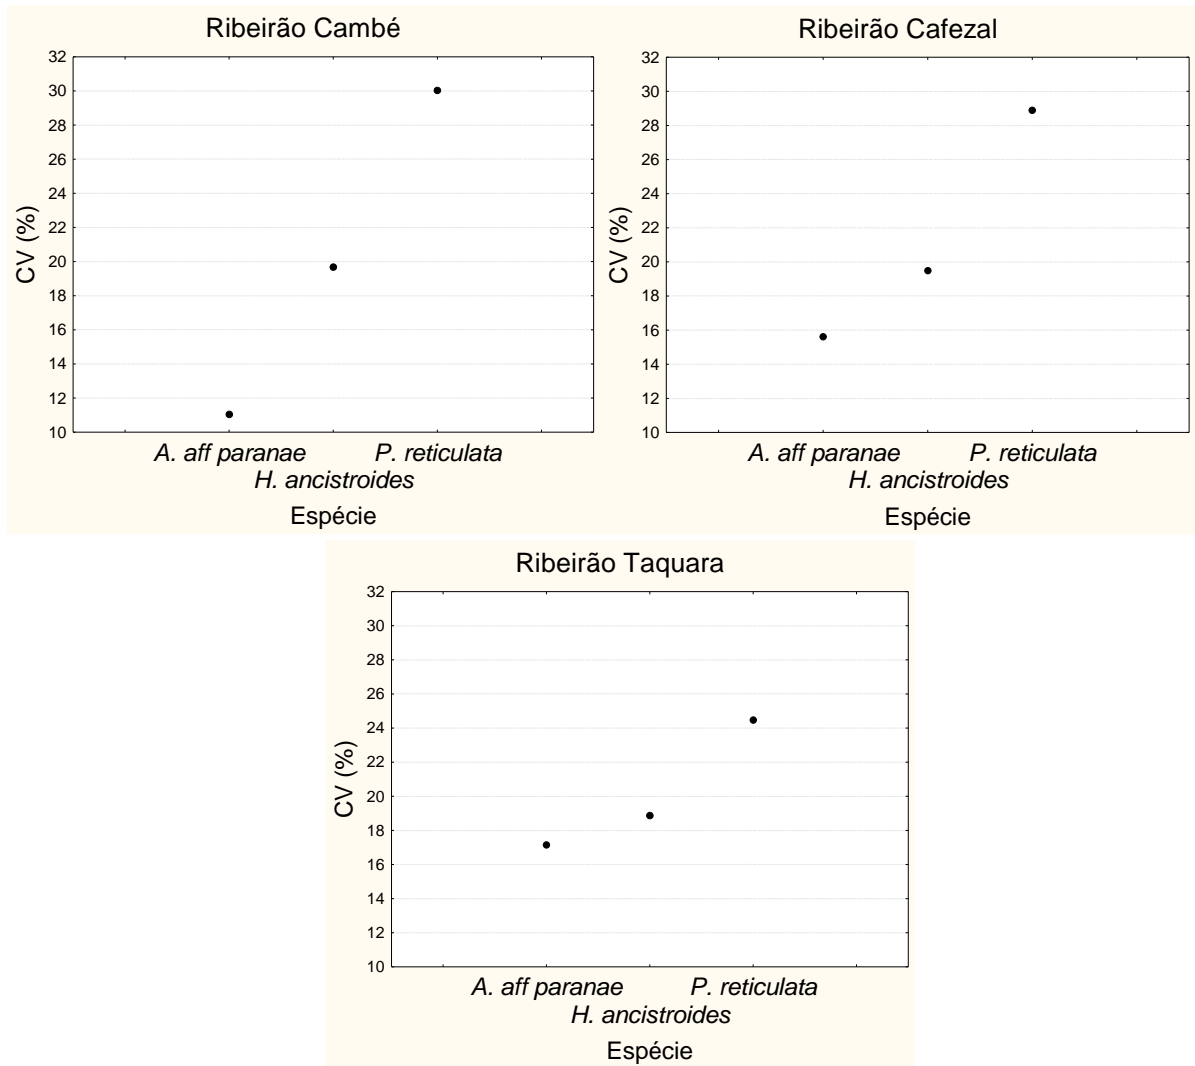 Ribeirão Cambé
32
30
28
26
24
22
20
18
16
14
12
10
CV (%)
A. aff paranae P. reticulata
H. ancistroides
Espécie
Ribeirão Cafezal
32
30
28
26
24
22
20
18
16
14
12
10
CV (%)
A. aff paranae P. reticulata
H. ancistroides
Espécie
Ribeirão Taquara
32
30
28
26
24
22
20
18
16
14
12
10
CV (%)
A. aff paranae P. reticulata
H. ancistroides
Espécie